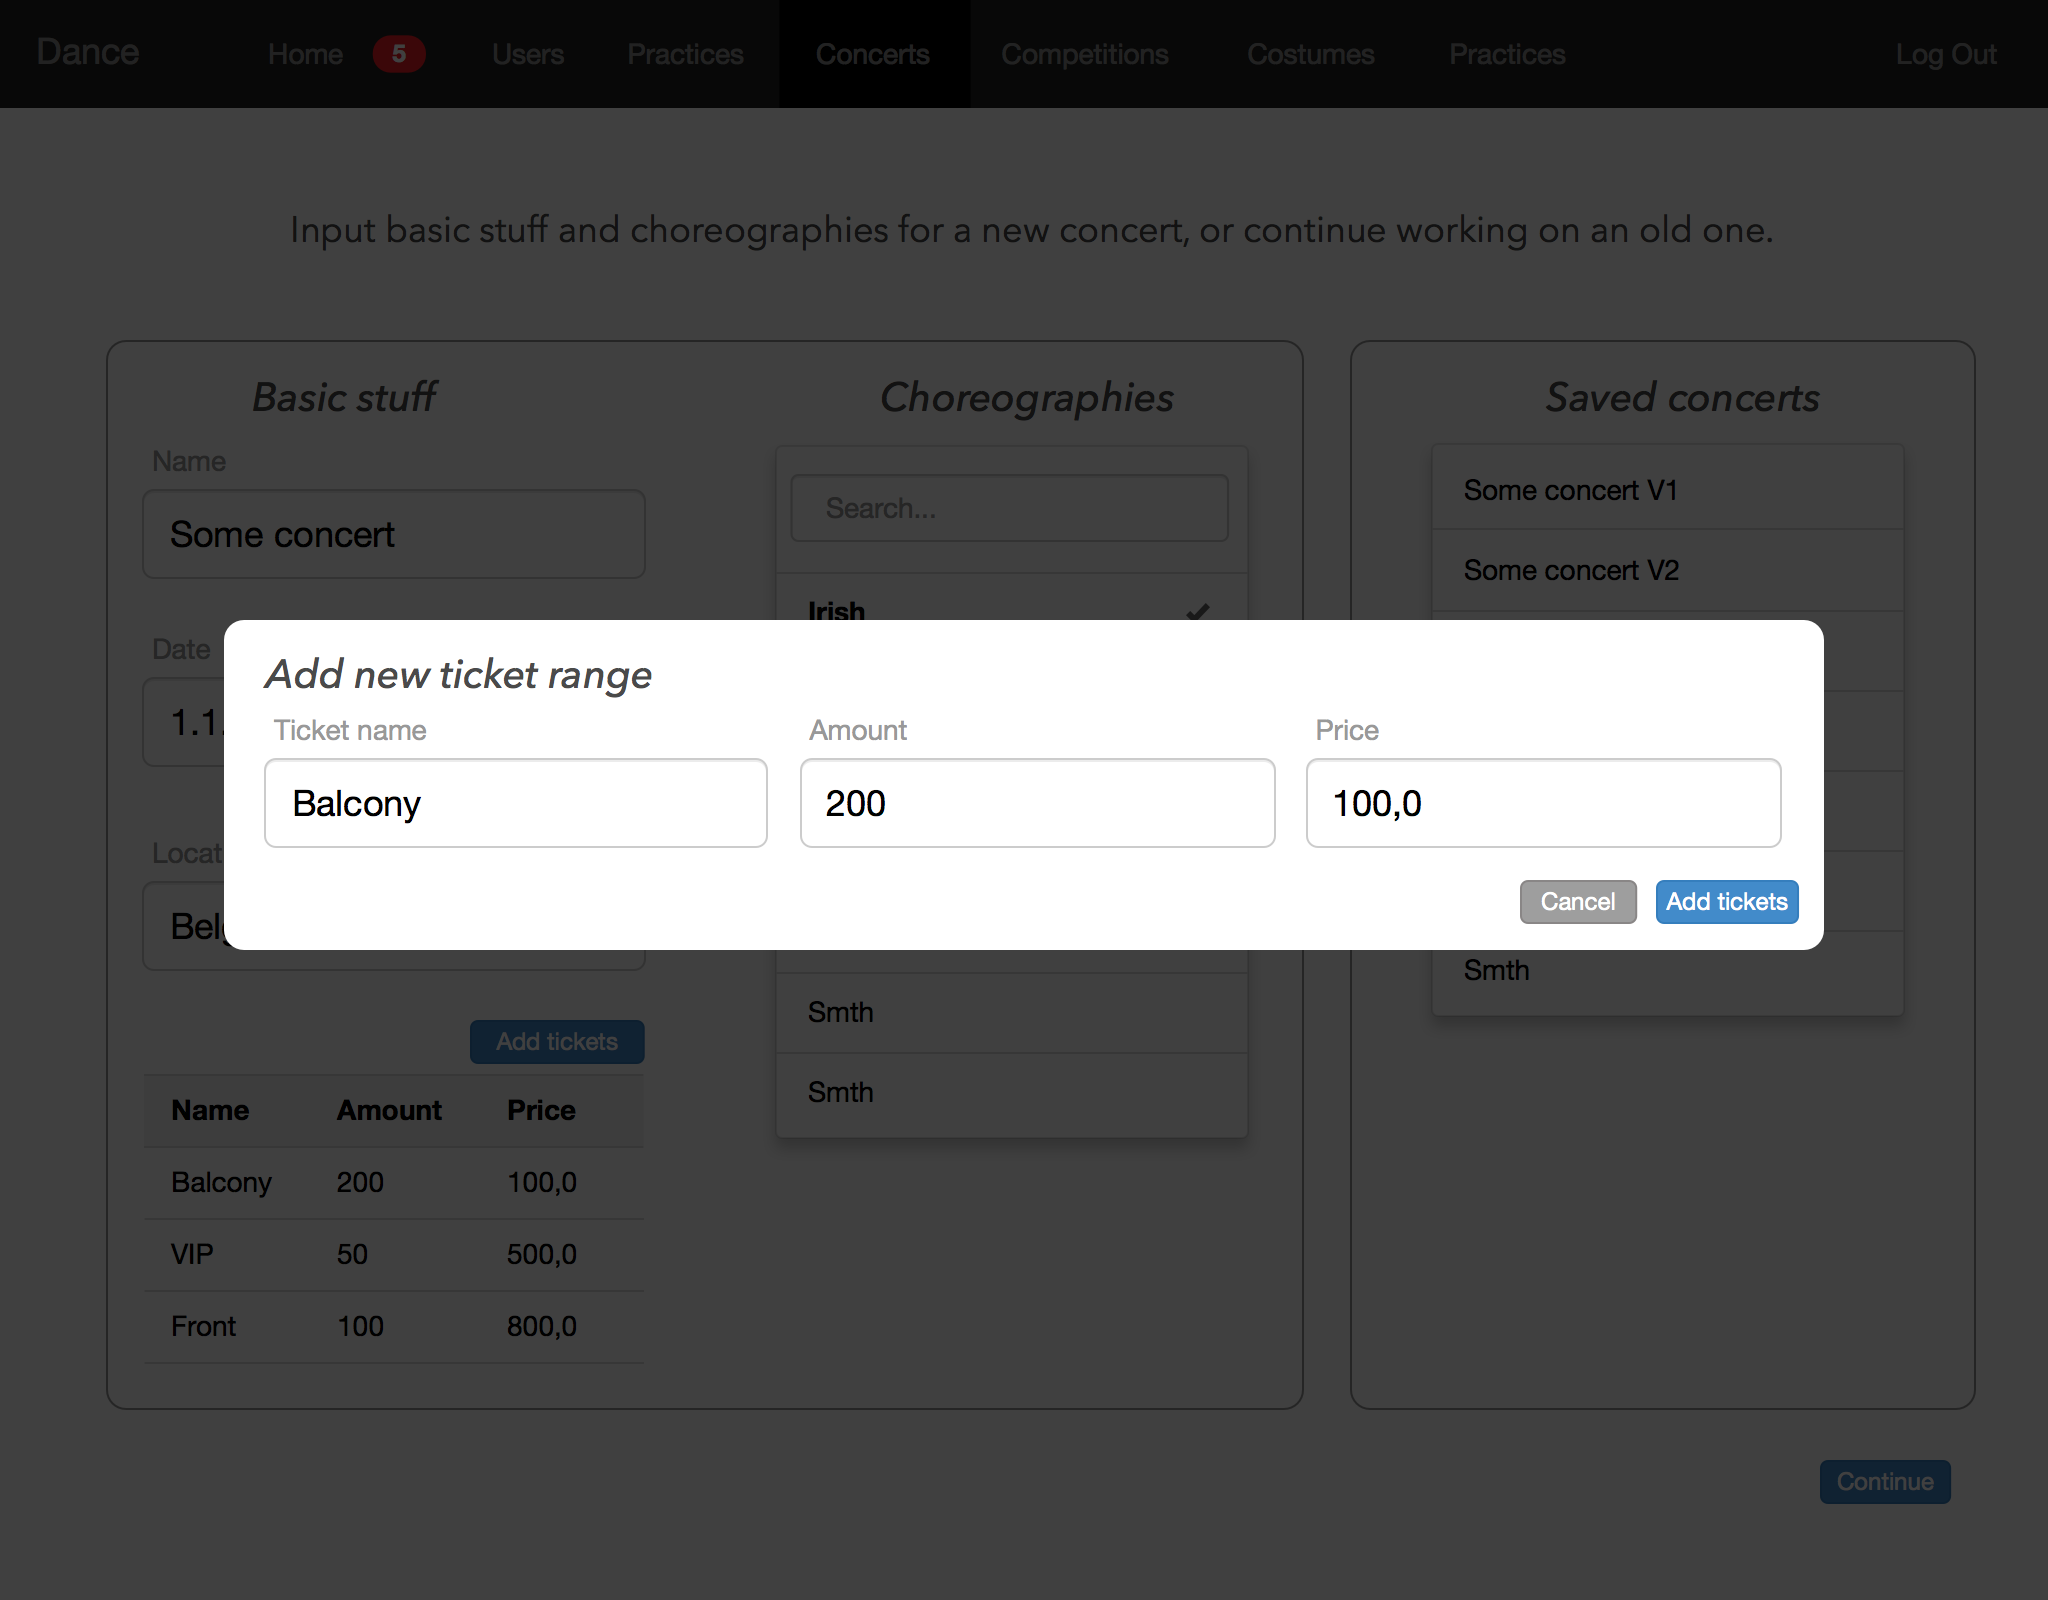 Dance Home 5 Users Practices Concerts Competitions Costumes Practices Log Out
Input basic stuff and choreographies for a new concert, or continue working on an old one.
Basic stuff
Name
Some concert
Date
1.1.
Choreographies
Search...
Irish
Saved concerts
Some concert V1
Some concert V2
Add new ticket range
Ticket name
Balcony
Amount
200
Price
100,0
Cancel Add tickets
Smth
Smth
Smth
Add tickets
Name Amount Price
Balcony 200 100,0
VIP 50 500,0
Front 100 800,0
Continue